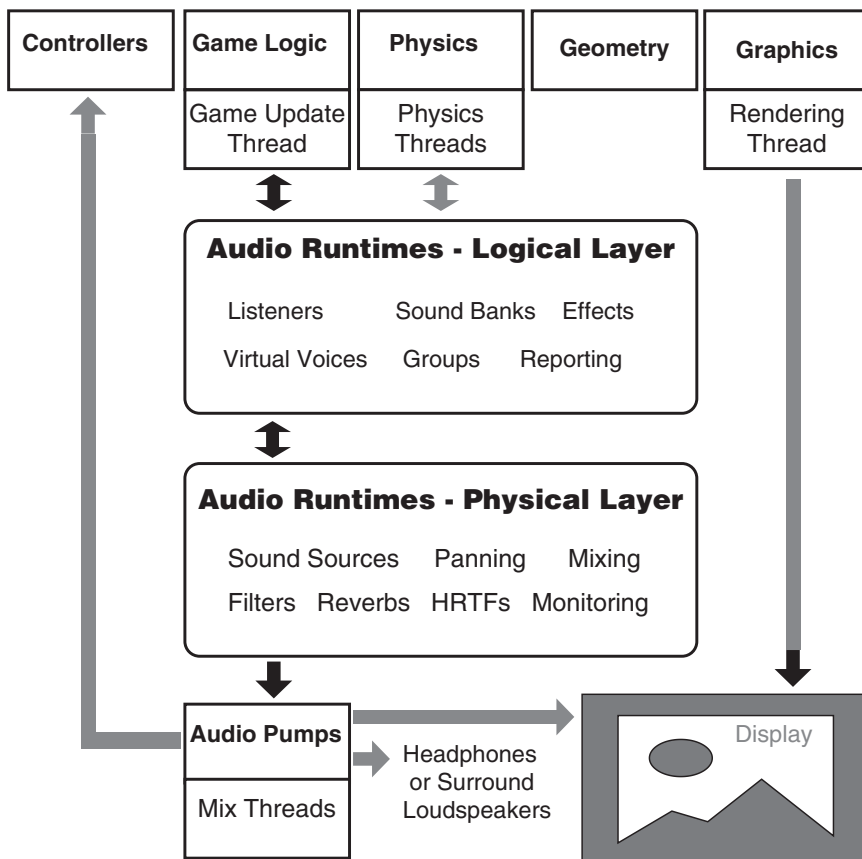 Controllers
Game Logic
Physics
Geometry
Graphics
Game Update
Thread
Physics
Threads
Rendering
Thread
Audio Runtimes - Logical Layer
Listeners Sound Banks Effects
Virtual Voices Groups Reporting
Audio Runtimes - Physical Layer
Sound Sources Panning Mixing
Filters Reverbs HRTFs Monitoring
Audio Pumps
Mix Threads
Headphones
or Surround
Loudspeakers
Display